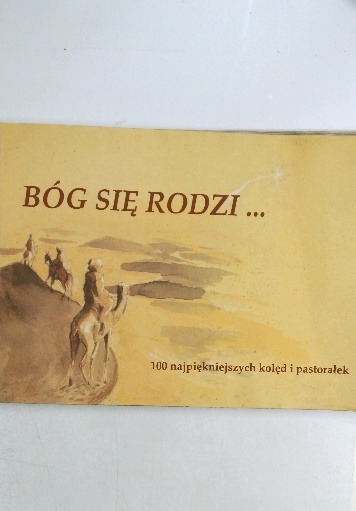 BÓG SIĘ RODZI ...
100 najpiękniejszych kolęd i pastorałek